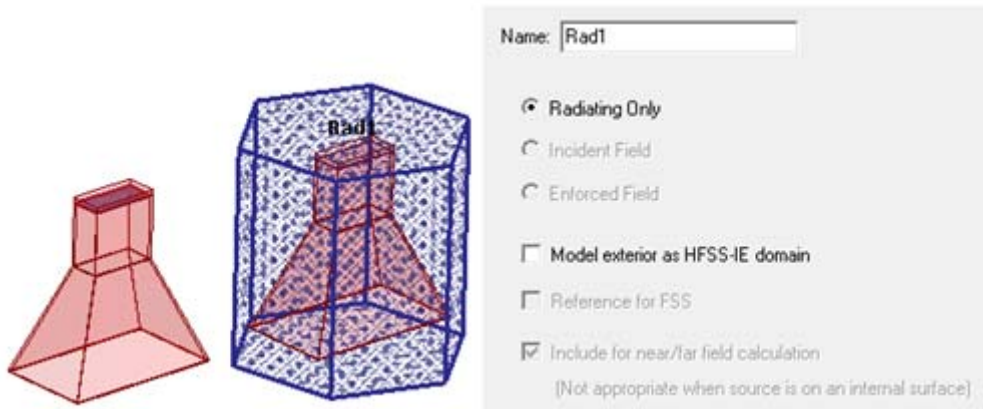 Rad1
Name: Rad1
Radiating Only
Incident Field
Enforced Field
Model exterior as HFSS-IE domain
Reference for FSS
Include for near/far field calculation
(Not appropriate when source is on an internal surface)